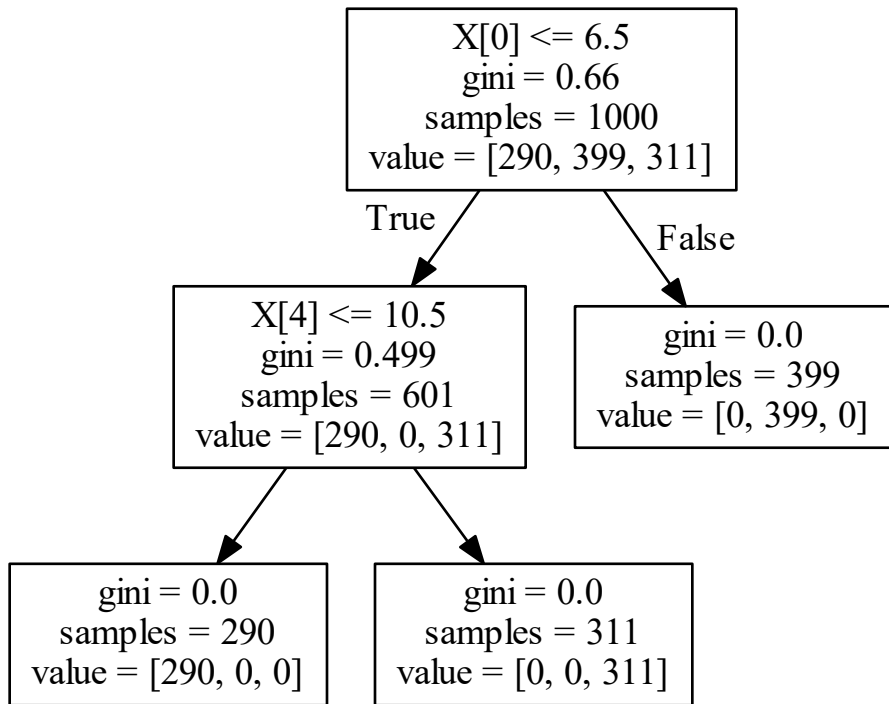 X[0] <= 6.5
gini = 0.66
samples = 1000
value = [290, 399, 311]
True
False
X[4] <= 10.5
gini = 0.499
samples = 601
value = [290, 0, 311]
gini = 0.0
samples = 399
value = [0, 399, 0]
gini = 0.0
samples = 290
value = [290, 0, 0]
gini = 0.0
samples = 311
value = [0, 0, 311]